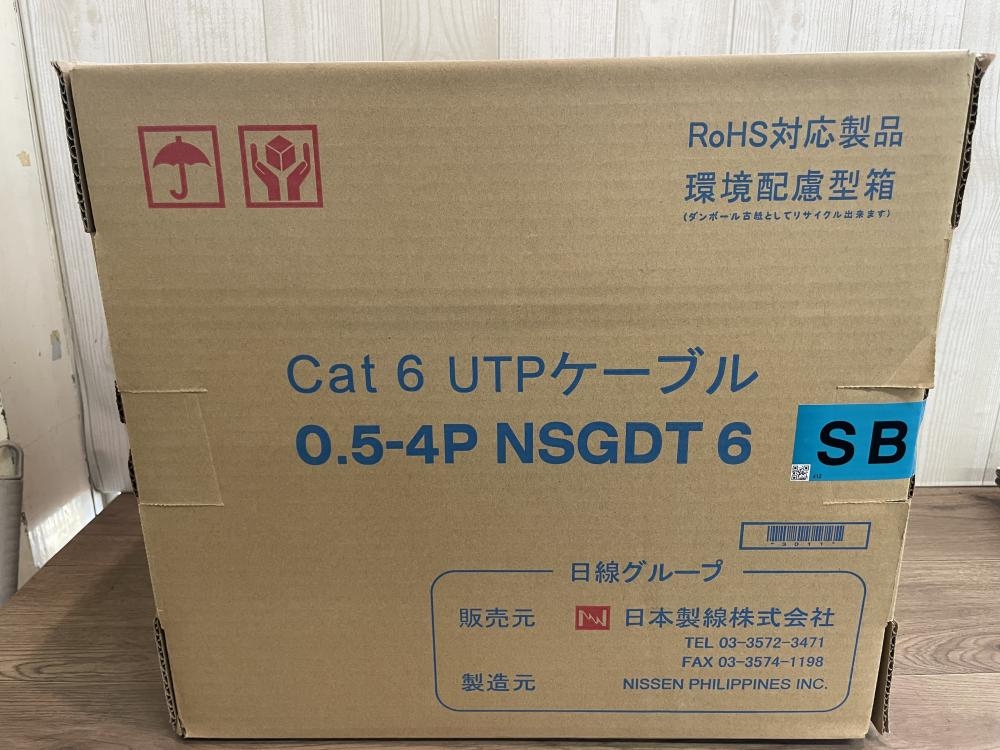 RoHS対応製品
環境配慮型箱
(ダンボール古紙としてリサイクル出来ます)
Cat 6 UTPケーブル
0.5-4P NSGDT 6
SB
*3011*
日線グループ
販売元 日本製線株式会社
TEL 03-3572-3471
FAX 03-3574-1198
製造元 NISSEN PHILIPPINES INC.